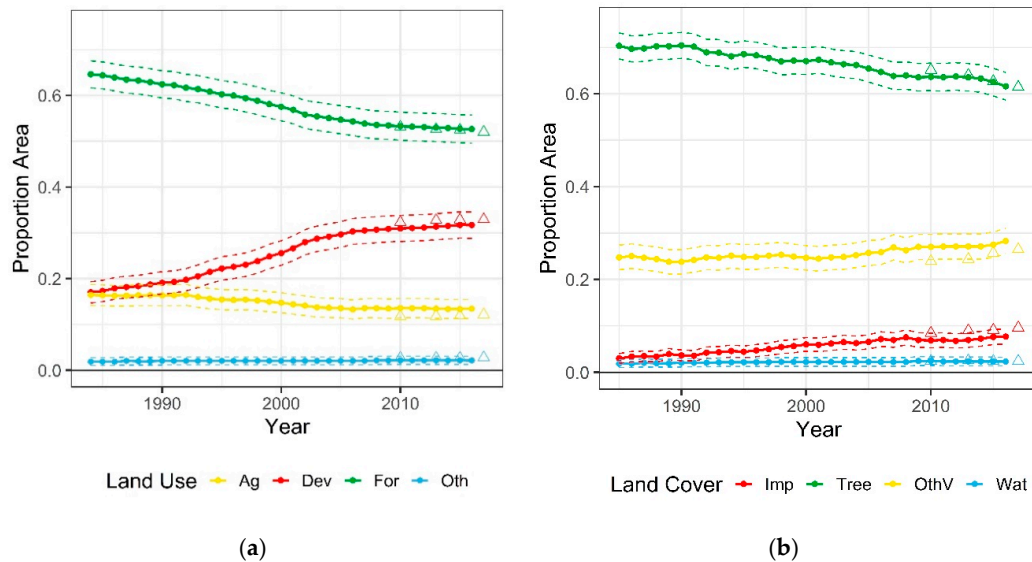 Proportion Area
0.6
0.4
0.2
0.0
1990 2000 2010
Year
Land Use Ag Dev For Oth
(a)
Proportion Area
0.6
0.4
0.2
0.0
1990 2000 2010
Year
Land Cover Imp Tree OthV Wat
(b)